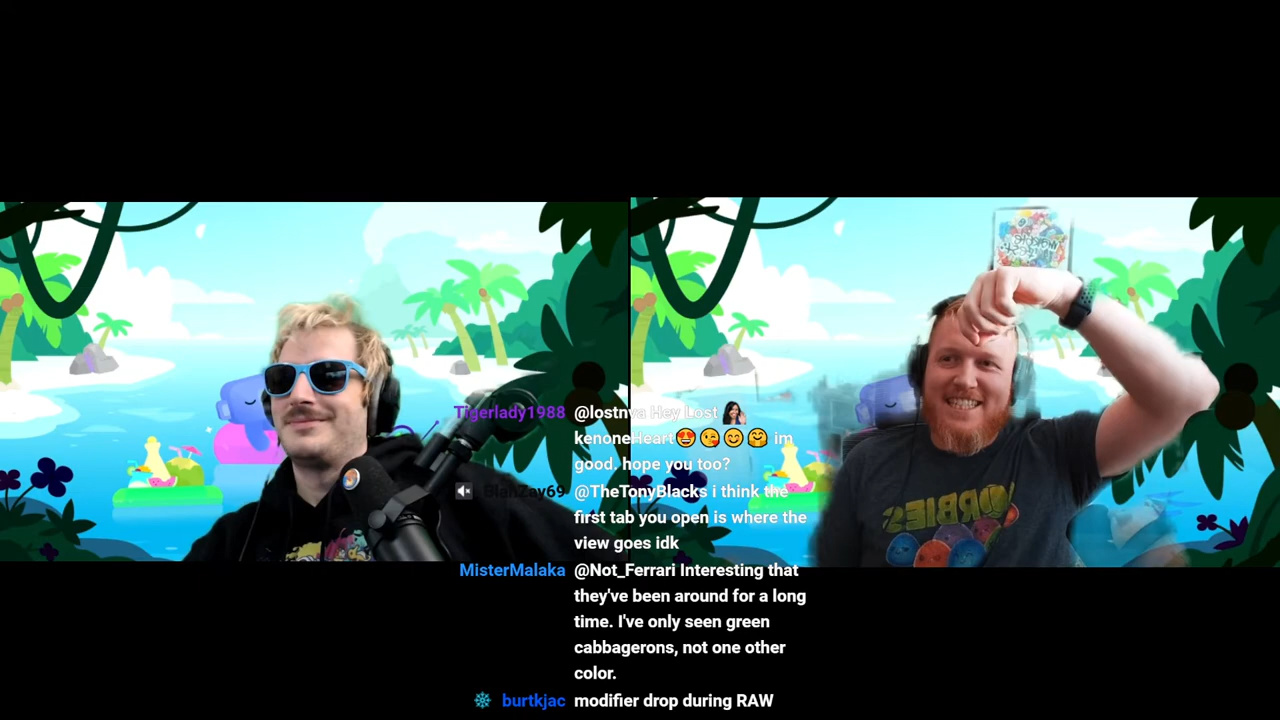 Tigerlady1988 @lostnva Hey Lost
kenoneHeart😍😘😊🤗 im
good. hope you too?
@TheTonyBlacks i think the
first tab you open is where the
view goes idk
MisterMalaka @Not_Ferrari Interesting that
they've been around for a long
time. I've only seen green
cabbagerons, not one other
color.
burtkjac modifier drop during RAW